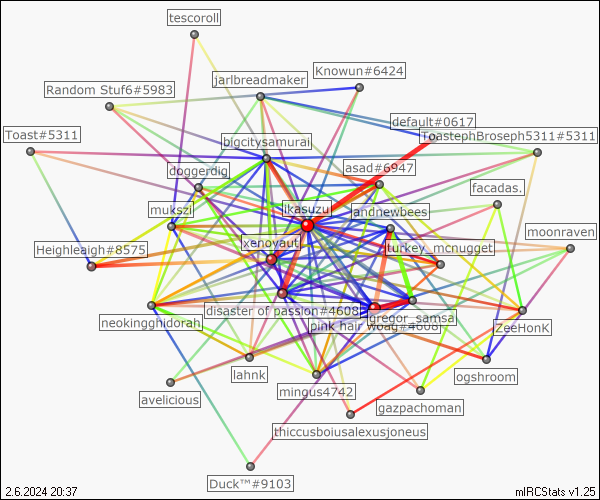 tescoroll
Knowun#6424
jarlbreadmaker
Random Stuf6#5983
default#0617
Toast#5311
ToastephBroseph5311#5311
bigcitysamurai
asad#6947
doggerdig
facadas.
mukszi
ikasuzu
andnewbees
moonraven
xenovaut
turkey_mcnugget
Heighleaigh#8575
disaster of passion#4608
gregor_samsa
neokingghidorah
pink hair woag#4608
ZeeHonK
lahnk
ogshroom
mingus4742
avelicious
gazpachoman
thiccusboiusalexusjoneus
Duck™#9103
2.6.2024 20:37
mIRCStats v1.25